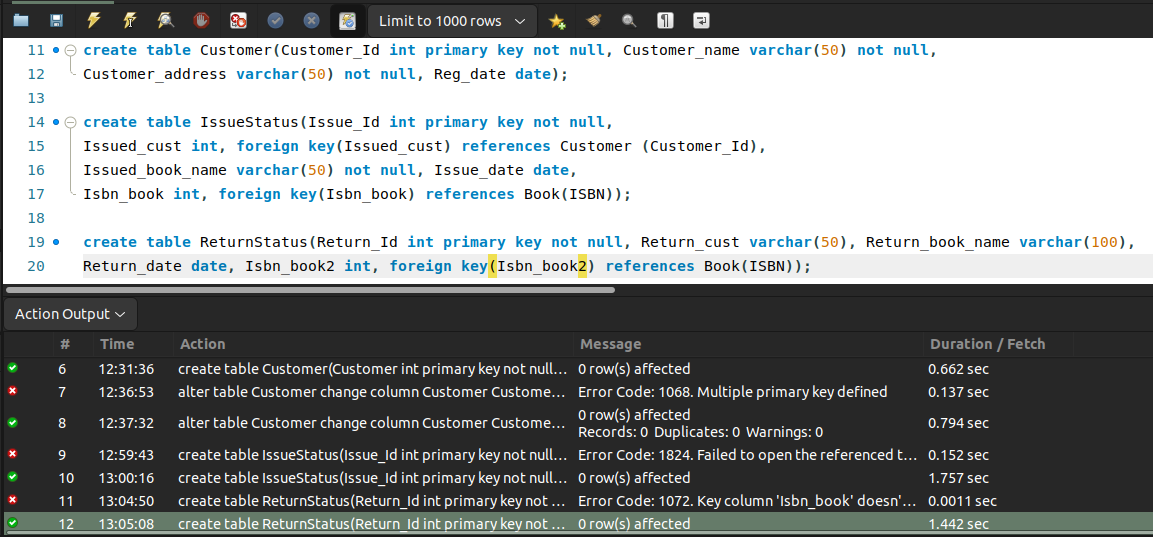 Limit to 1000 rows
11 create table Customer(Customer_Id int primary key not null, Customer_name varchar(50) not null,
12 Customer_address varchar(50) not null, Reg_date date);
13
14 create table IssueStatus(Issue_Id int primary key not null,
15 Issued_cust int, foreign key(Issued_cust) references Customer (Customer_Id),
16 Issued_book_name varchar(50) not null, Issue_date date,
17 Isbn_book int, foreign key(Isbn_book) references Book(ISBN));
18
19 create table ReturnStatus(Return_Id int primary key not null, Return_cust varchar(50), Return_book_name varchar(100),
20 Return_date date, Isbn_book2 int, foreign key(Isbn_book2) references Book(ISBN));
Action Output
# Time Action Message Duration / Fetch
6 12:31:36 create table Customer(Customer int primary key not null... 0 row(s) affected 0.662 sec
7 12:36:53 alter table Customer change column Customer Custome... Error Code: 1068. Multiple primary key defined 0.137 sec
8 12:37:32 alter table Customer change column Customer Custome... 0 row(s) affected 0.794 sec
Records: 0 Duplicates: 0 Warnings: 0
9 12:59:43 create table IssueStatus(Issue_Id int primary key not null... Error Code: 1824. Failed to open the referenced t... 0.152 sec
10 13:00:16 create table IssueStatus(Issue_Id int primary key not null... 0 row(s) affected 1.757 sec
11 13:04:50 create table ReturnStatus(Return_Id int primary key not ... Error Code: 1072. Key column 'Isbn_book' doesn'... 0.0011 sec
12 13:05:08 create table ReturnStatus(Return_Id int primary key not ... 0 row(s) affected 1.442 sec